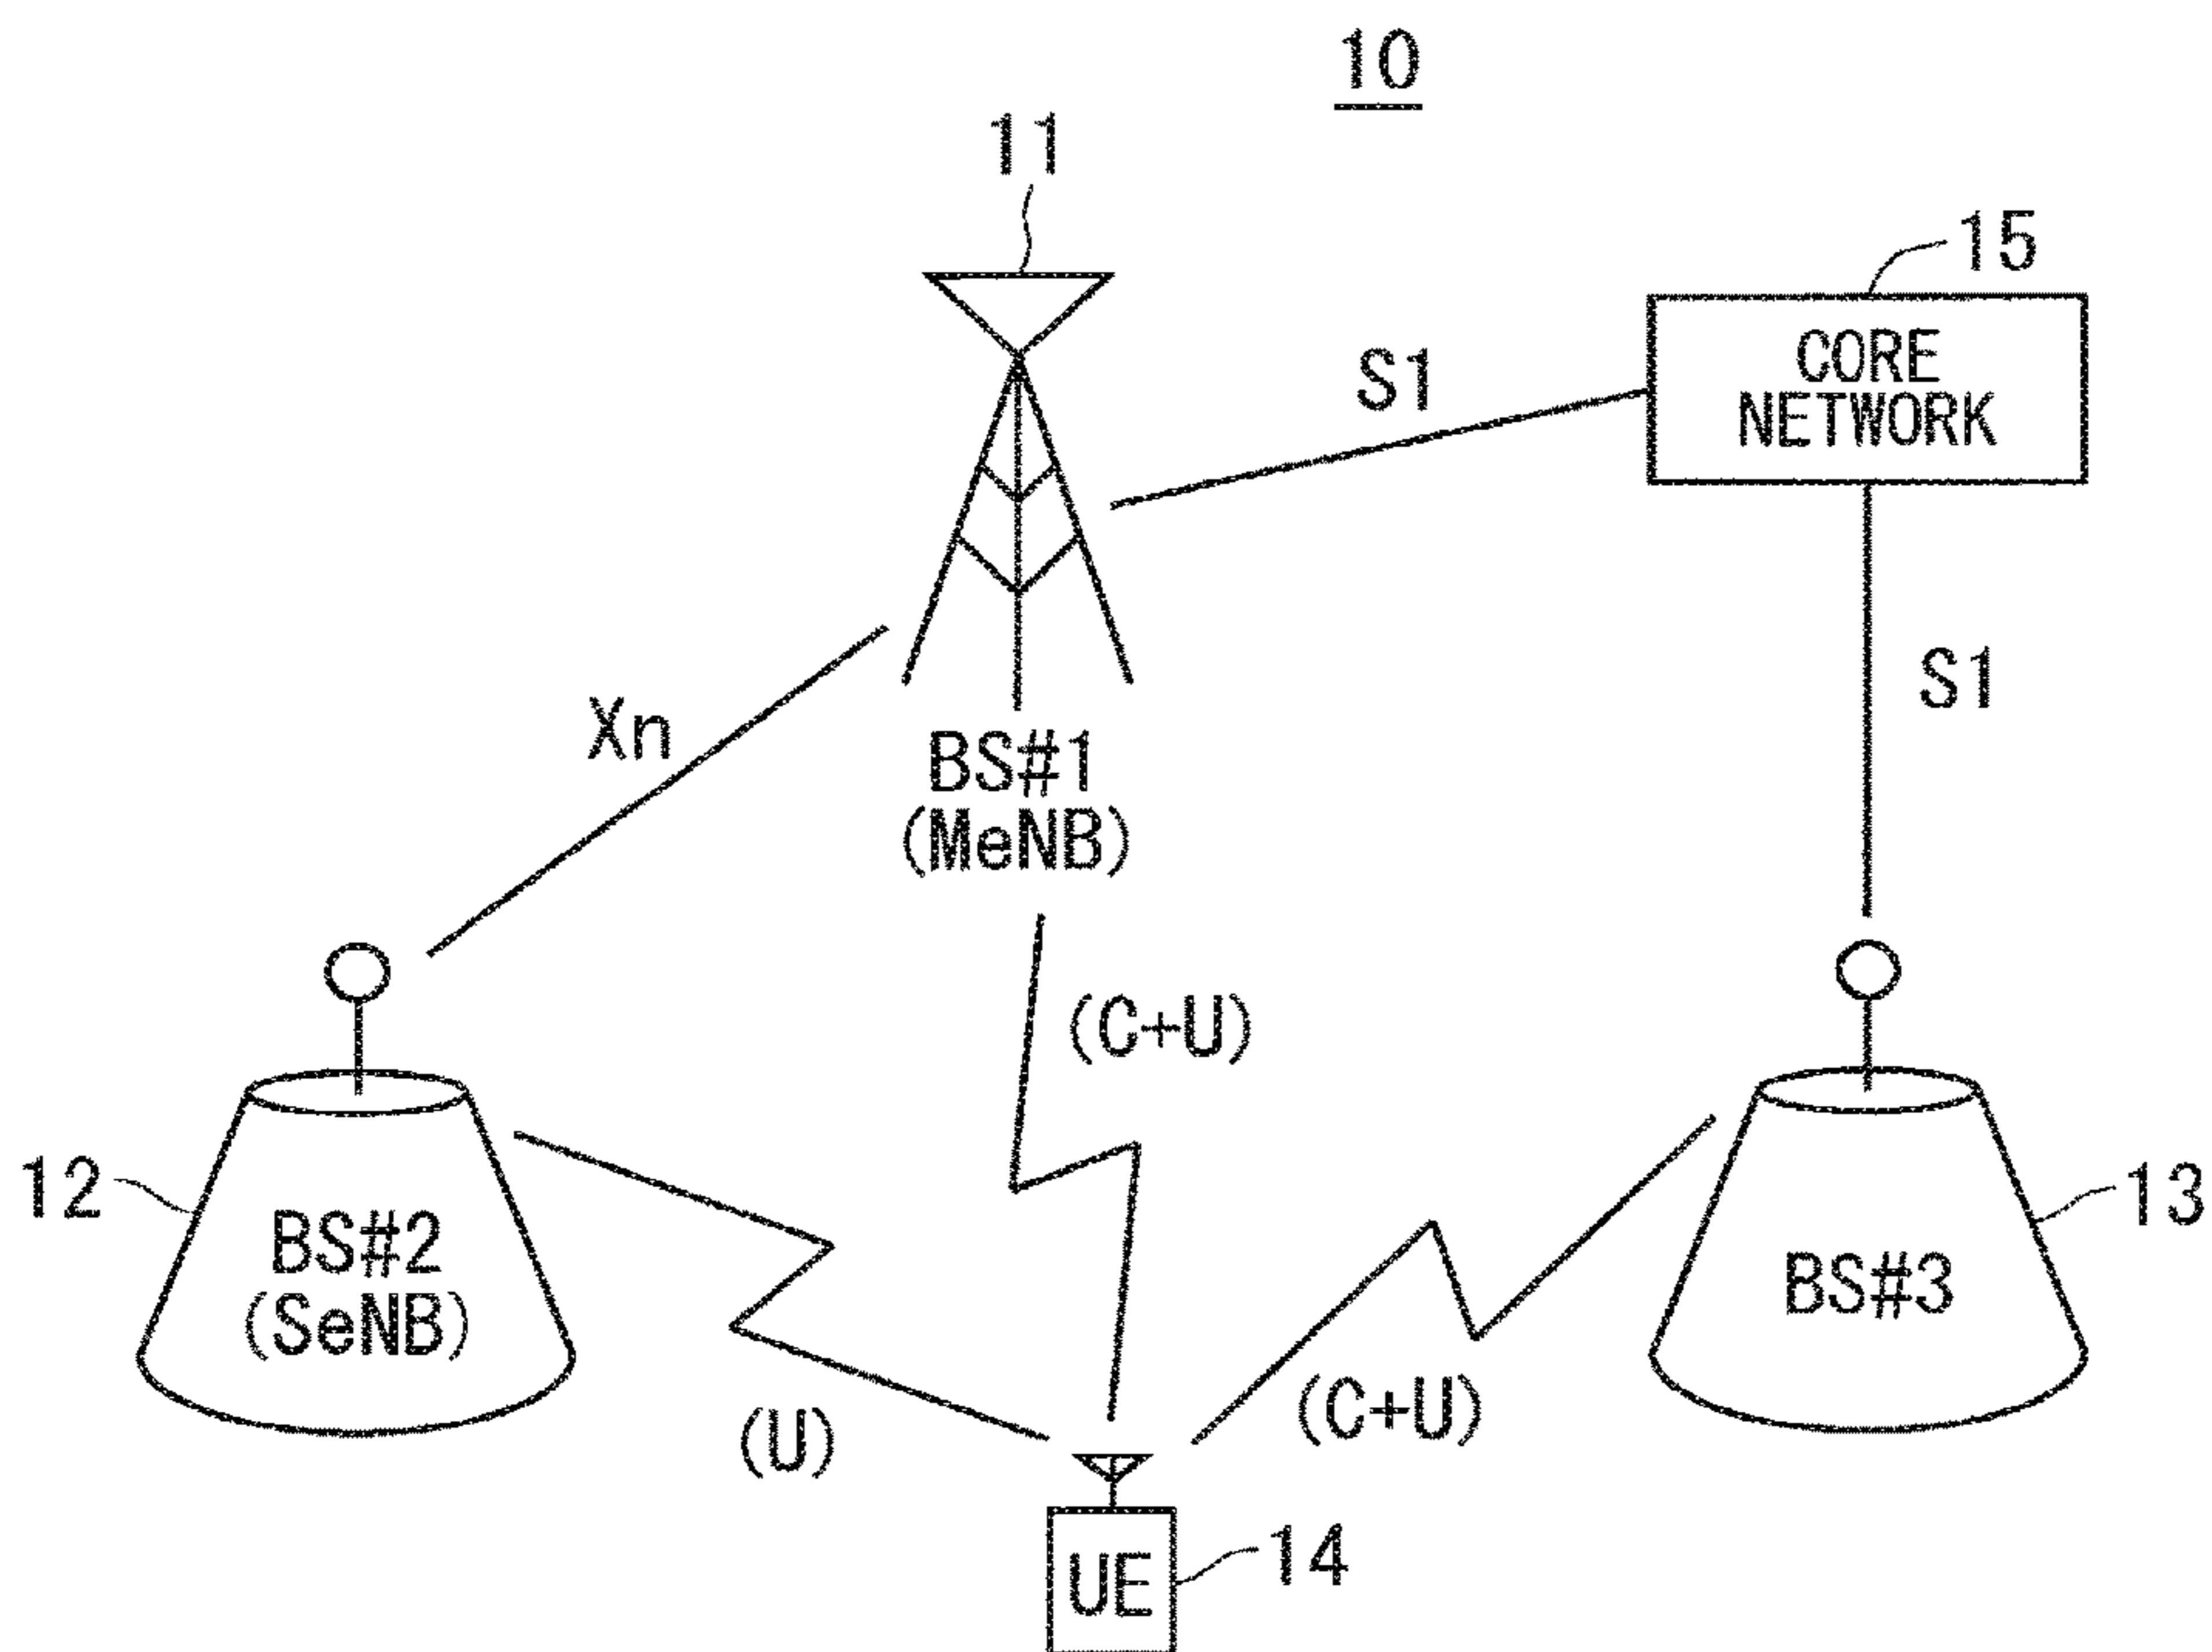 10
11
15
CORE
NETWORK
S1
S1
Xn
BS#1
(MeNB)
(C+U)
12
BS#2
(SeNB)
13
BS#3
(U)
(C+U)
UE
14